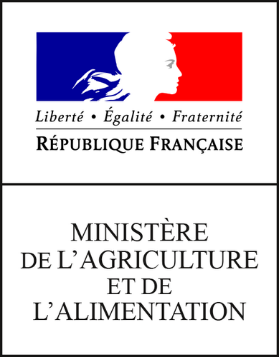 Liberté • Égalité • Fraternité
RÉPUBLIQUE FRANÇAISE
MINISTÈRE
DE L’AGRICULTURE
ET DE
L’ALIMENTATION